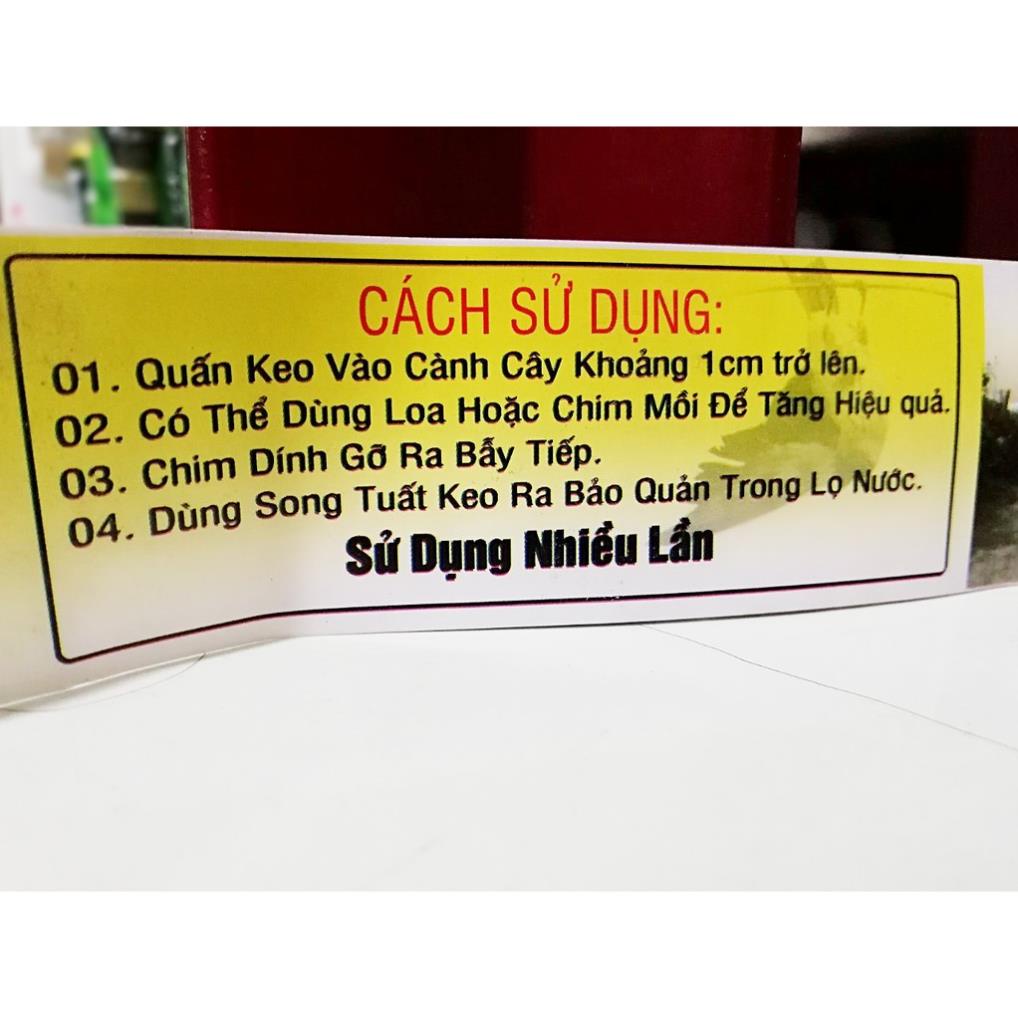 CÁCH SỬ DỤNG:
01. Quấn Keo Vào Cành Cây Khoảng 1cm trở lên.
02. Có Thể Dùng Loa Hoặc Chim Mồi Để Tăng Hiệu quả.
03. Chim Dính Gỡ Ra Bẫy Tiếp.
04. Dùng Song Tuất Keo Ra Bảo Quản Trong Lọ Nước.
Sử Dụng Nhiều Lần